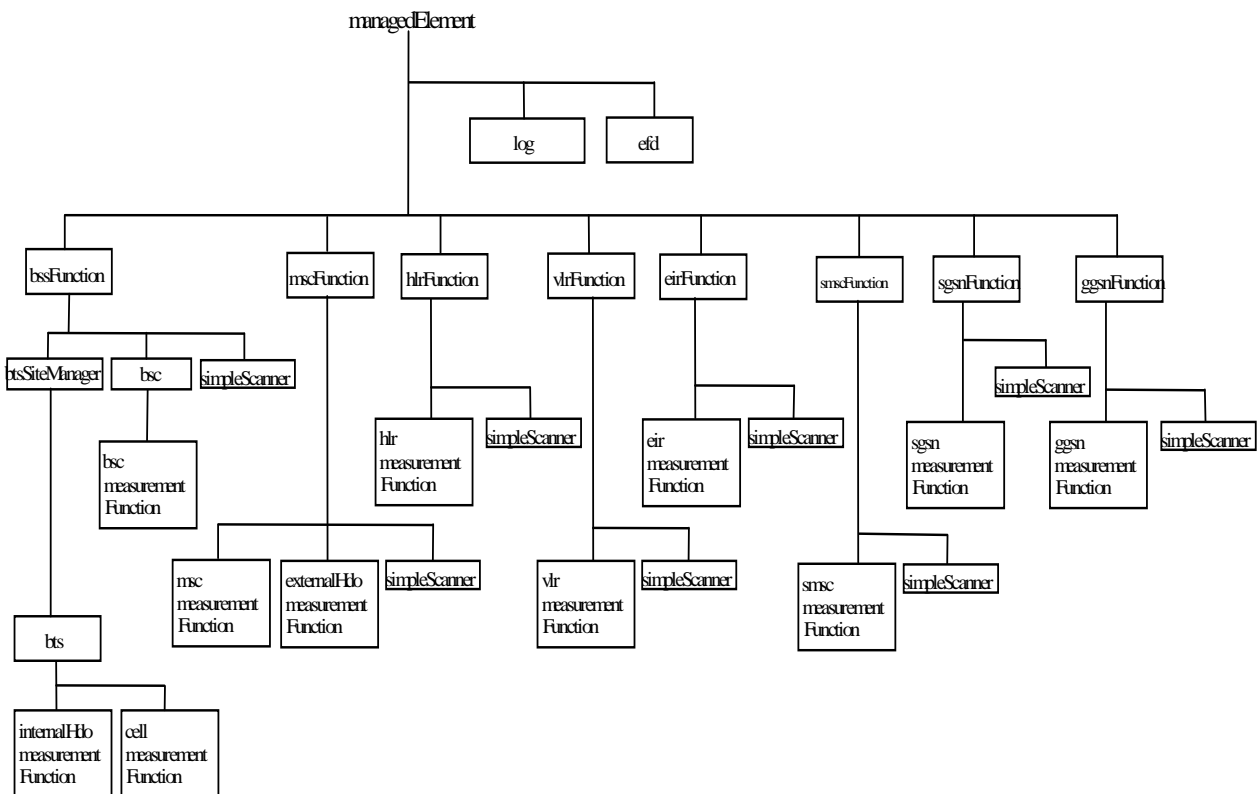 managedElement
log
efd
bssFunction
mscFunction
hlrFunction
vlrFunction
eirFunction
smscFunction
sgsnFunction
ggsnFunction
btsSiteManager
bsc
simpleScanner
simpleScanner
hlr
measurement
Function
simpleScanner
eir
measurement
Function
simpleScanner
sgsn
measurement
Function
ggsn
measurement
Function
simpleScanner
bsc
measurement
Function
msc
measurement
Function
externalHdo
measurement
Function
simpleScanner
vlr
measurement
Function
simpleScanner
smsc
measurement
Function
simpleScanner
bts
internalHdo
measurement
Function
cell
measurement
Function